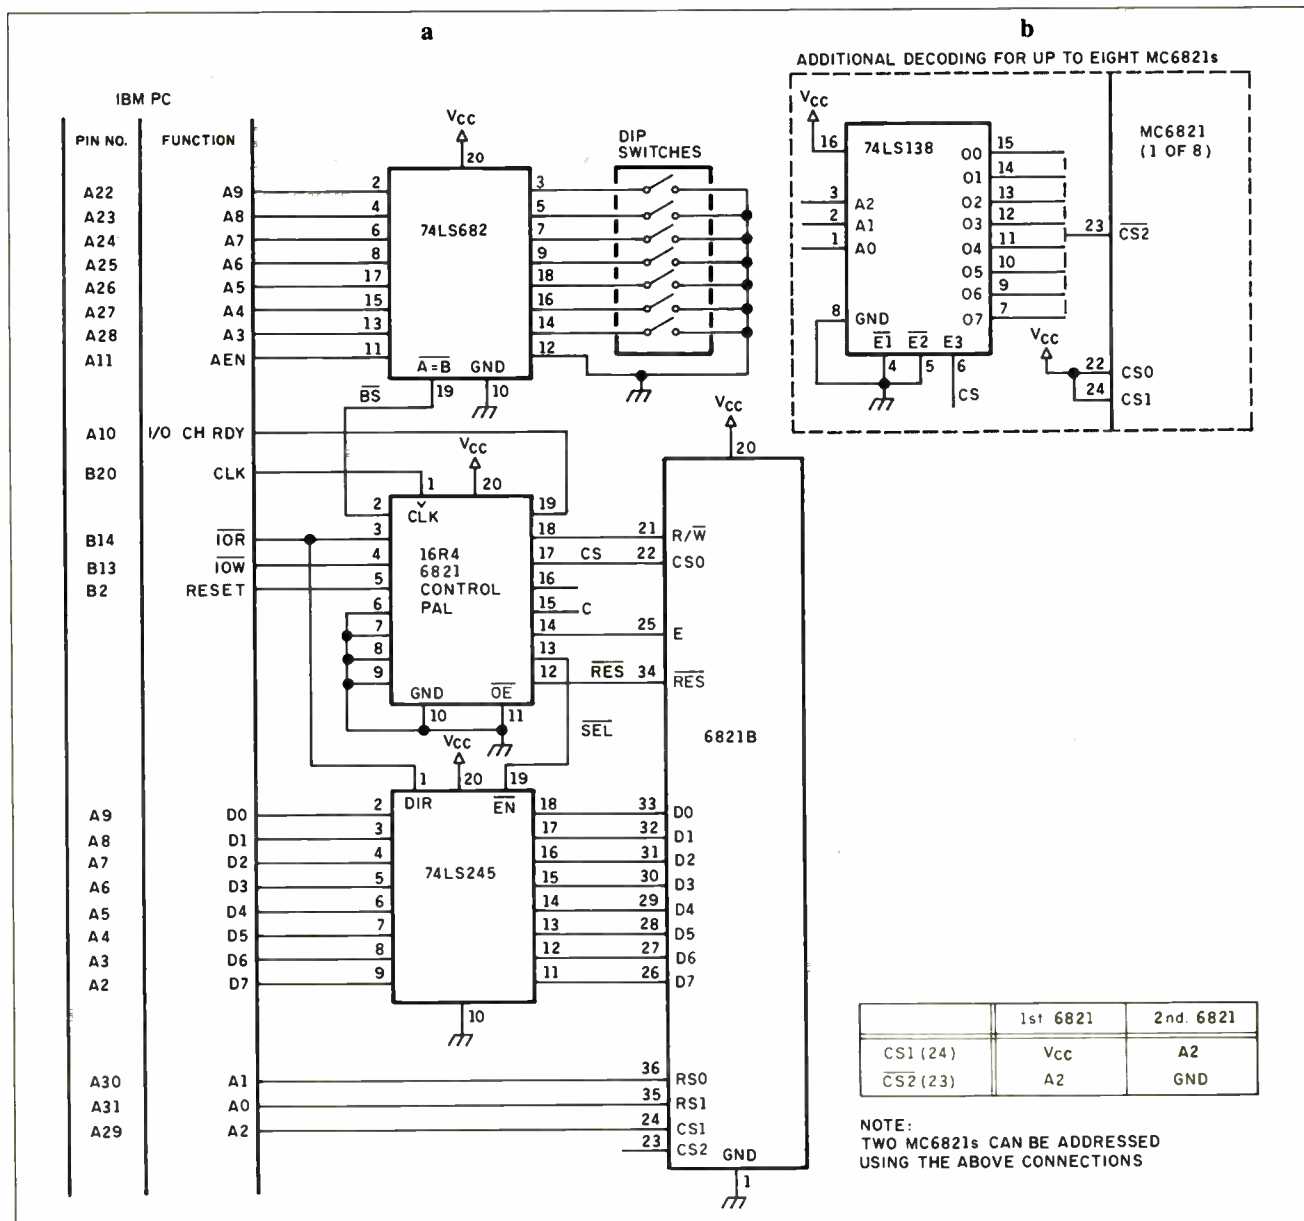 a
IBM PC
PIN NO. FUNCTION
A22 A9
A23 A8
A24 A7
A25 A6
A26 A5
A27 A4
A28 A3
A11 AEN
A10 I/O CH RDY
B20 CLK
B14 IOR
B13 IOW
B2 RESET
A9 D0
A8 D1
A7 D2
A6 D3
A5 D4
A4 D5
A3 D6
A2 D7
A30 A1
A31 A0
A29 A2
Vcc
20
2 3
4 5
6 7
8 9
17 18
15 16
13 14
11 12
74LS682
A=B GND
19 10
BS
DIP
SWITCHES
Vcc
1 20
2 19
3 18
4 17 CS
5 16
6 15 C
7 14
8 13
9 12 RES
CLK
16R4
6821
CONTROL
PAL
GND OE
10 11
SEL
Vcc
1 20 19
DIR EN
2 18
3 17
4 16
5 15
6 14
7 13
8 12
9 11
74LS245
10
Vcc
20
21 R/W
22 CS0
25 E
34 RES
6821B
33 D0
32 D1
31 D2
30 D3
29 D4
28 D5
27 D6
26 D7
36 RS0
35 RS1
24 CS1
23 CS2
GND
1
b
ADDITIONAL DECODING FOR UP TO EIGHT MC6821s
Vcc
16 74LS138
3 A2
2 A1
1 A0
8 GND
E1 E2 E3
4 5 6
CS
O0 15
O1 14
O2 13
O3 12
O4 11
O5 10
O6 9
O7 7
MC6821
(1 OF 8)
23 CS2
Vcc
22 CS0
24 CS1
1st 6821 2nd. 6821
CS1 (24) Vcc A2
CS2 (23) A2 GND
NOTE:
TWO MC6821s CAN BE ADDRESSED
USING THE ABOVE CONNECTIONS